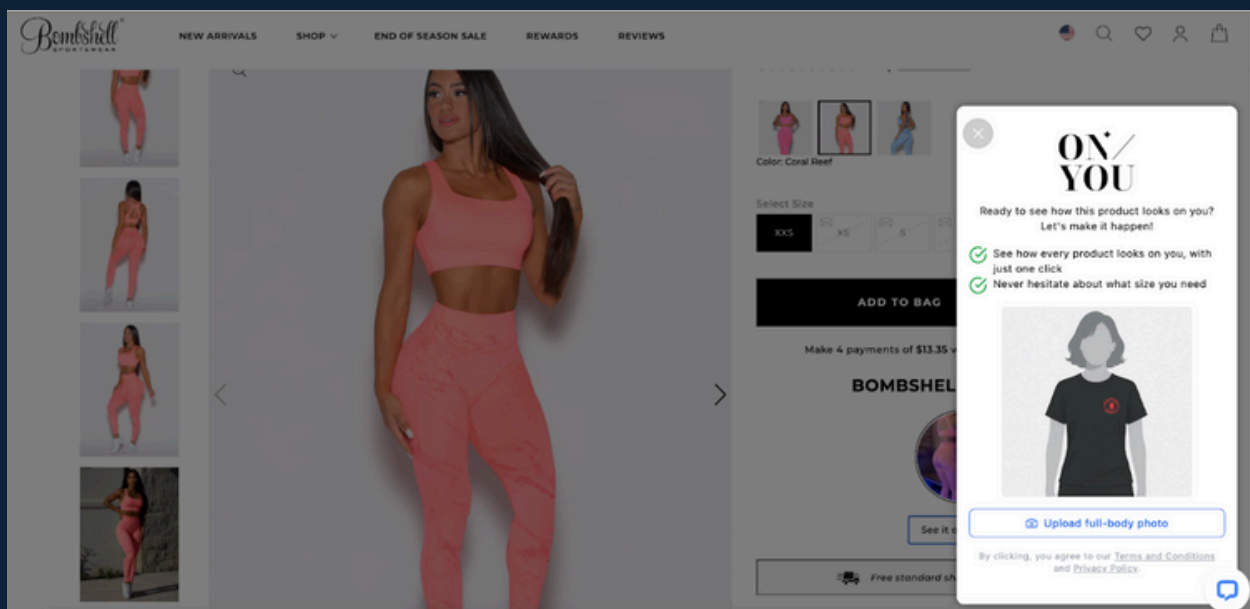 Bombshell
SPORTSWEAR
NEW ARRIVALS
SHOP
END OF SEASON SALE
REWARDS
REVIEWS
Color: Coral Reef
Select Size
XXS
XS
S
ADD TO BAG
Make 4 payments of $13.35
BOMBSHEL
See it
Free standard sh
ON/
YOU
Ready to see how this product looks on you?
Let's make it happen!
See how every product looks on you, with
just one click
Never hesitate about what size you need
Upload full-body photo
By clicking, you agree to our Terms and Conditions
and Privacy Policy.